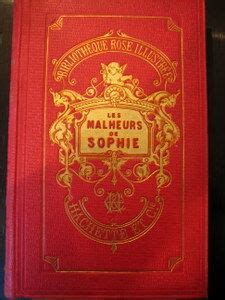 BIBLIOTHÈQUE ROSE ILLUSTRÉE
LES
MALHEURS
DE
SOPHIE
HACHETTE ET Cie